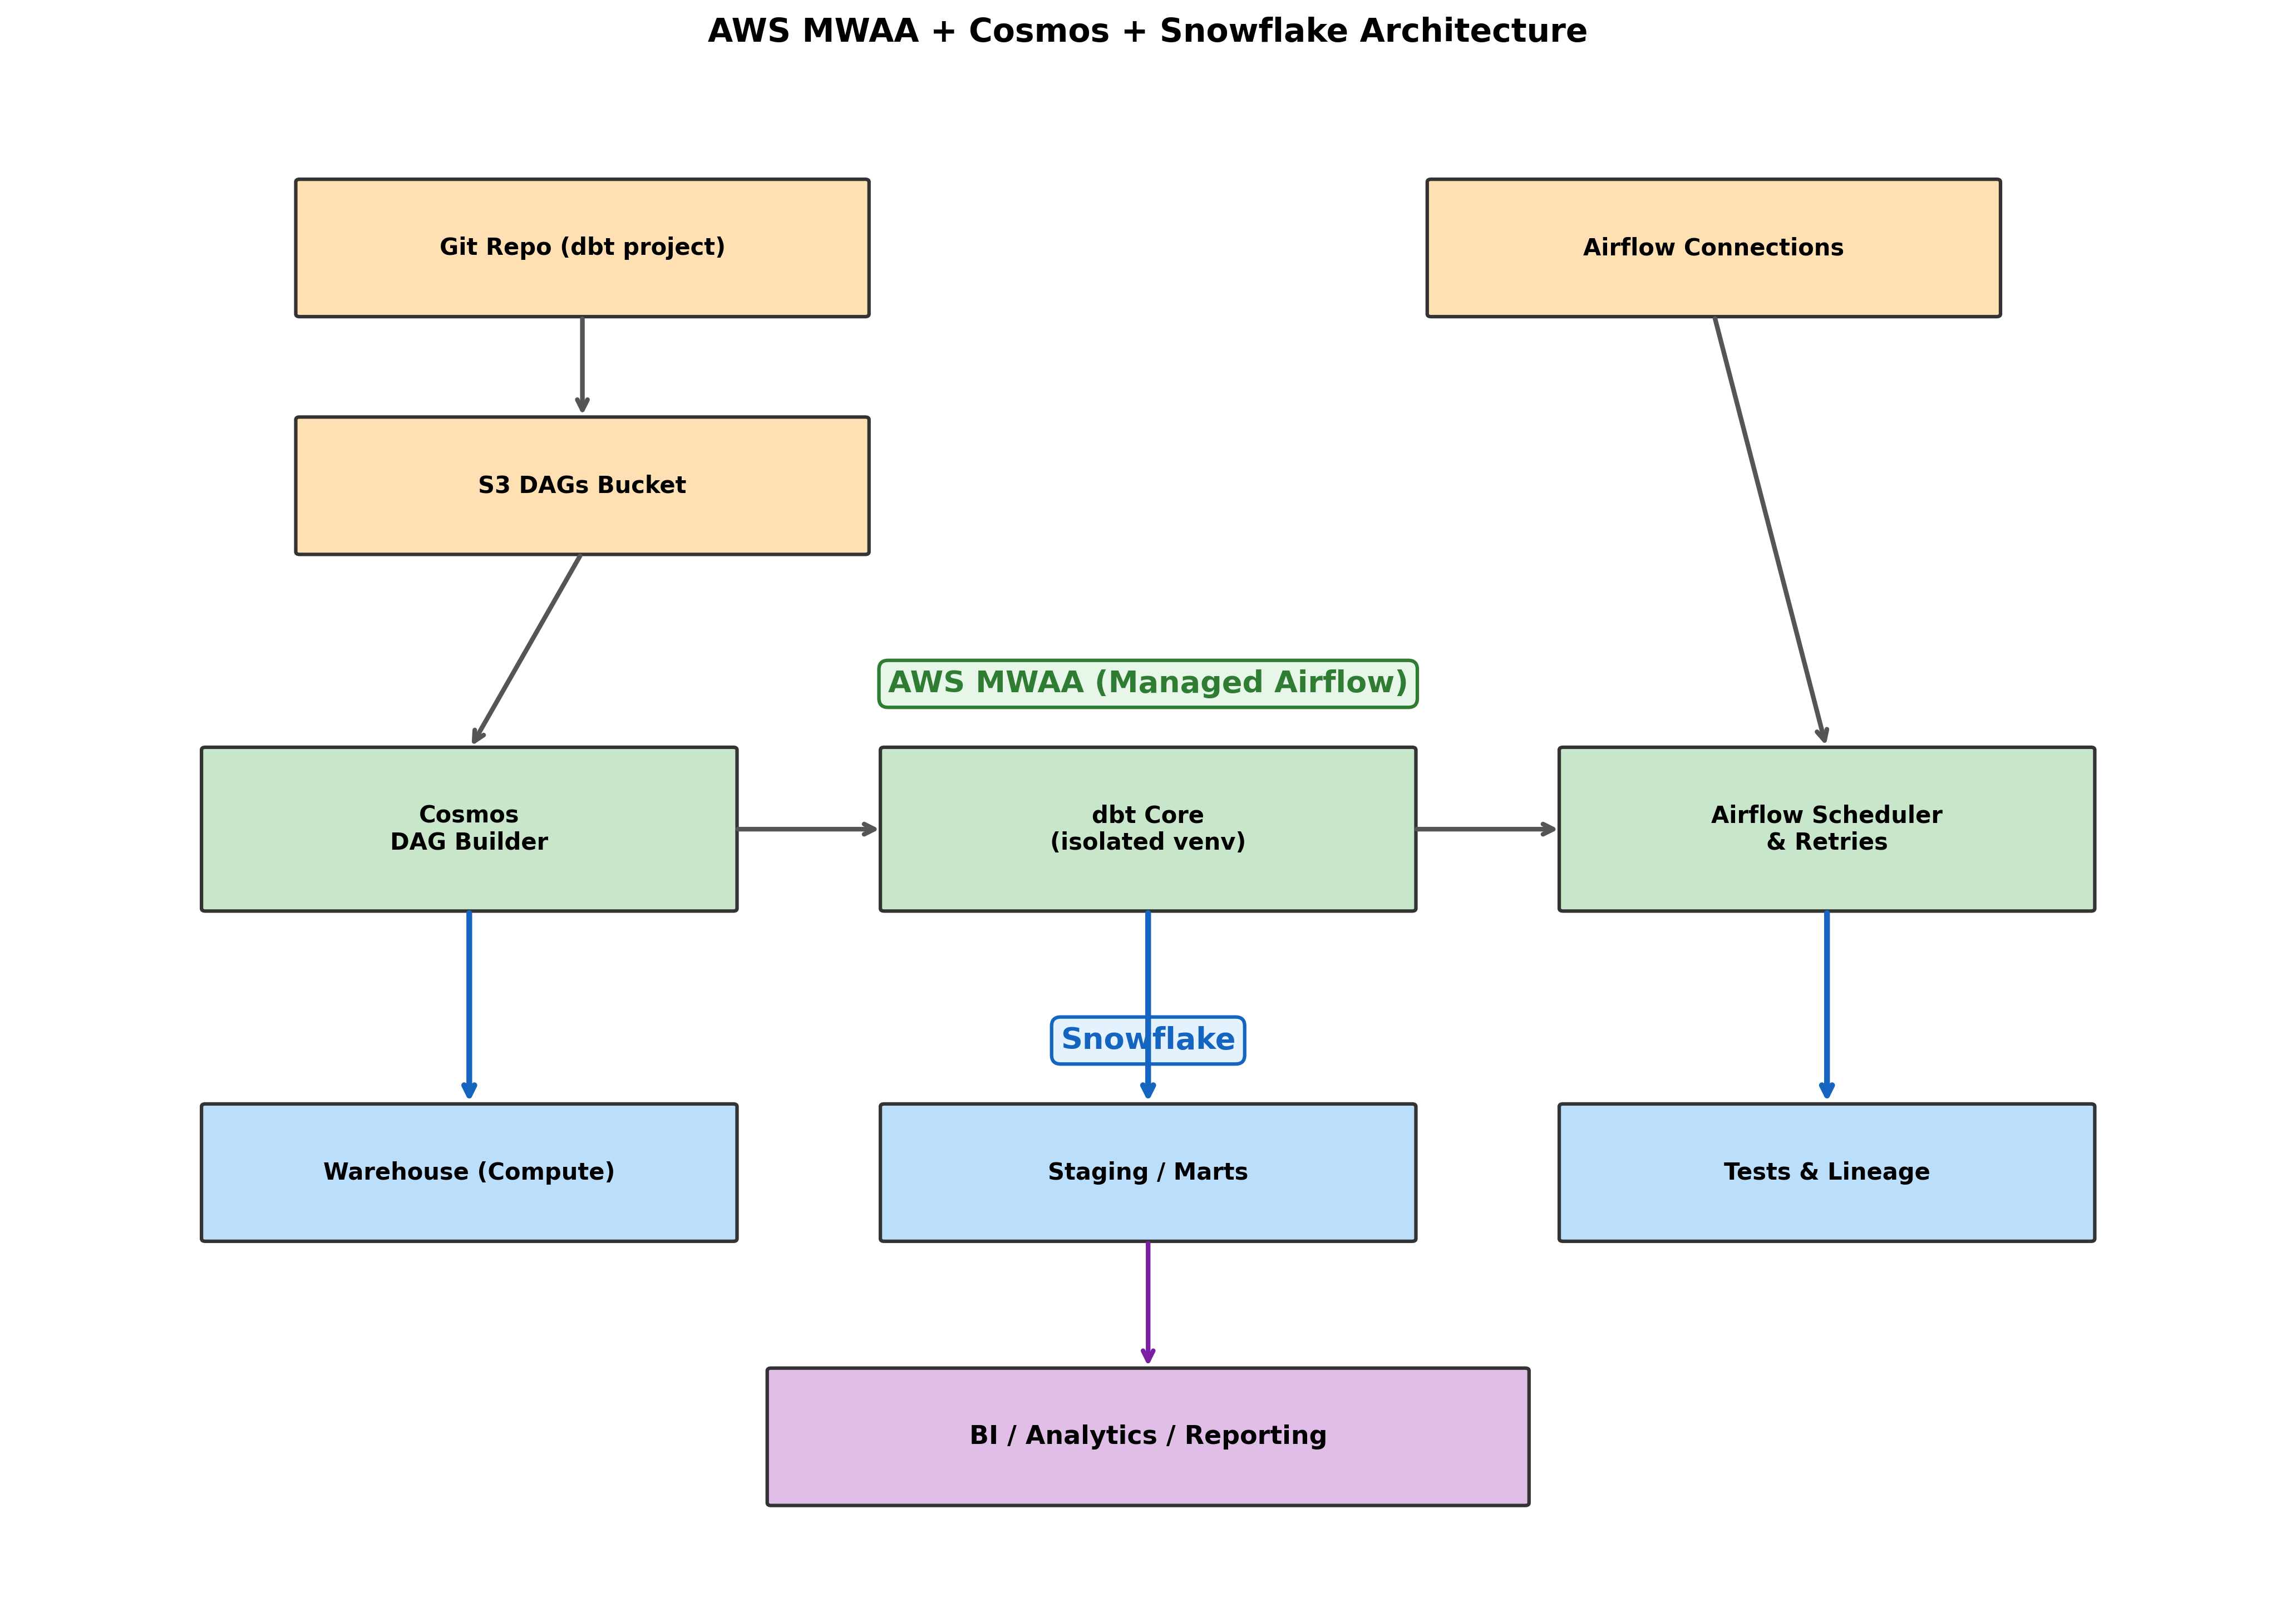 AWS MWAA + Cosmos + Snowflake Architecture
Git Repo (dbt project)
Airflow Connections
S3 DAGs Bucket
AWS MWAA (Managed Airflow)
Cosmos
DAG Builder
dbt Core
(isolated venv)
Airflow Scheduler
& Retries
Snowflake
Warehouse (Compute)
Staging / Marts
Tests & Lineage
BI / Analytics / Reporting